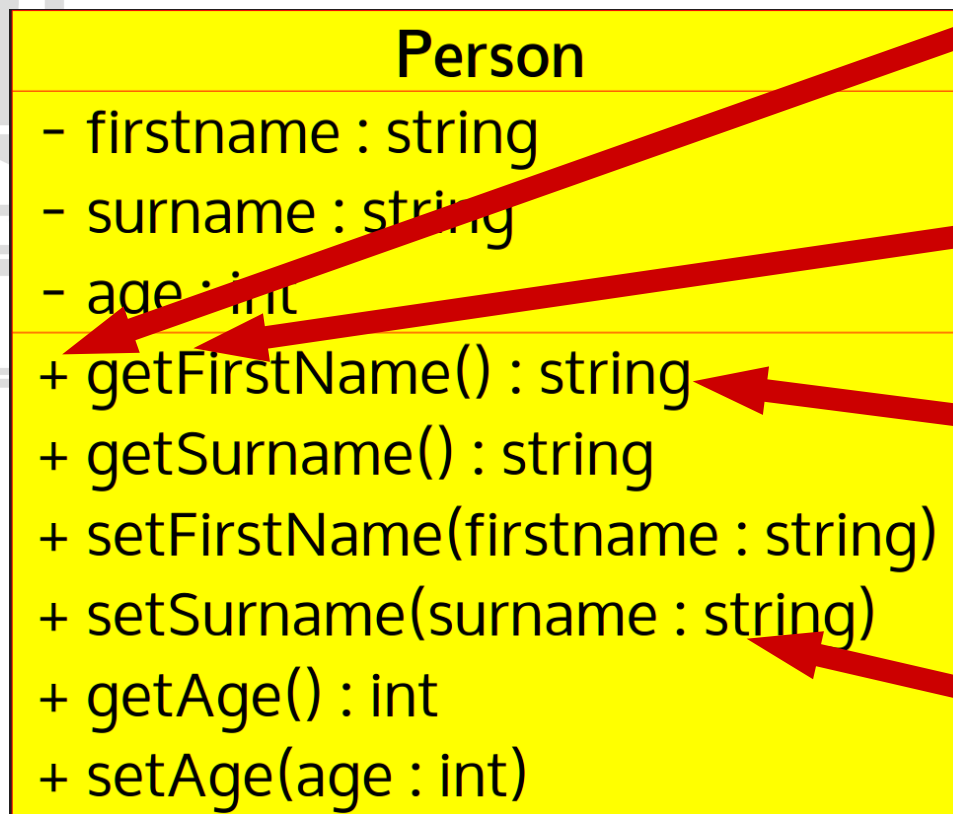 Person
- firstname : string
- surname : string
- age : int
+ getFirstName() : string
+ getSurname() : string
+ setFirstName(firstname : string)
+ setSurname(surname : string)
+ getAge() : int
+ setAge(age : int)